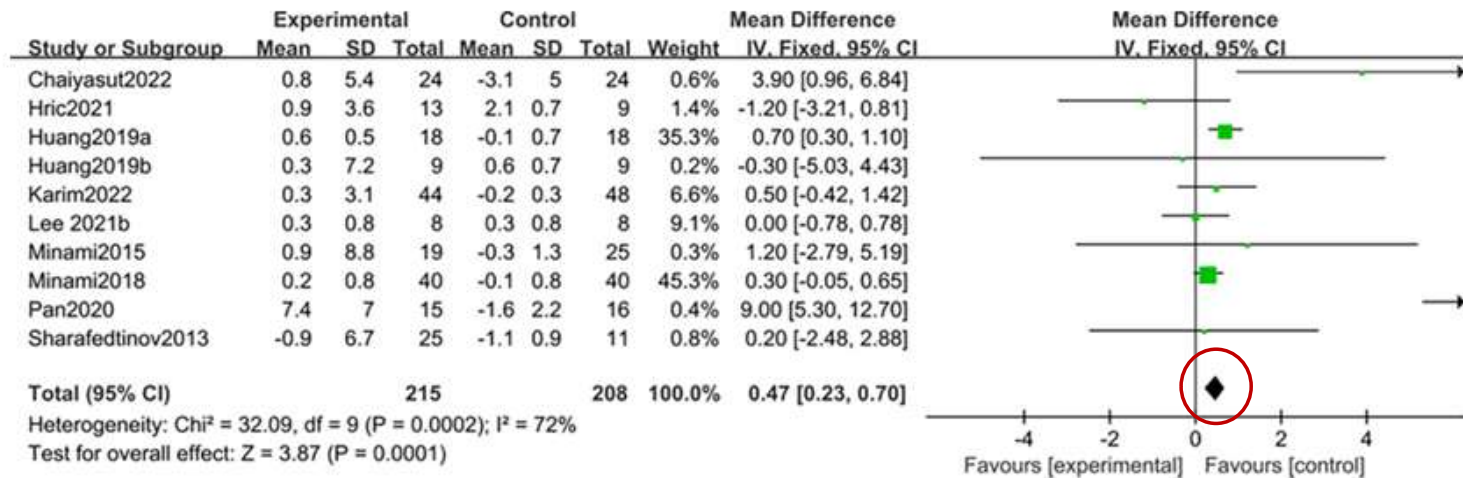 Experimental Control Mean Difference Mean Difference
Study or Subgroup Mean SD Total Mean SD Total Weight IV, Fixed, 95% CI IV, Fixed, 95% CI
Chaiyasut2022 0.8 5.4 24 -3.1 5 24 0.6% 3.90 [0.96, 6.84]
Hric2021 0.9 3.6 13 2.1 0.7 9 1.4% -1.20 [-3.21, 0.81]
Huang2019a 0.6 0.5 18 -0.1 0.7 18 35.3% 0.70 [0.30, 1.10]
Huang2019b 0.3 7.2 9 0.6 0.7 9 0.2% -0.30 [-5.03, 4.43]
Karim2022 0.3 3.1 44 -0.2 0.3 48 6.6% 0.50 [-0.42, 1.42]
Lee 2021b 0.3 0.8 8 0.3 0.8 8 9.1% 0.00 [-0.78, 0.78]
Minami2015 0.9 8.8 19 -0.3 1.3 25 0.3% 1.20 [-2.79, 5.19]
Minami2018 0.2 0.8 40 -0.1 0.8 40 45.3% 0.30 [-0.05, 0.65]
Pan2020 7.4 7 15 -1.6 2.2 16 0.4% 9.00 [5.30, 12.70]
Sharafedtinov2013 -0.9 6.7 25 -1.1 0.9 11 0.8% 0.20 [-2.48, 2.88]
Total (95% CI) 215 208 100.0% 0.47 [0.23, 0.70]
Heterogeneity: Chi² = 32.09, df = 9 (P = 0.0002); I² = 72%
Test for overall effect: Z = 3.87 (P = 0.0001)
-4 -2 0 2 4
Favours [experimental] Favours [control]